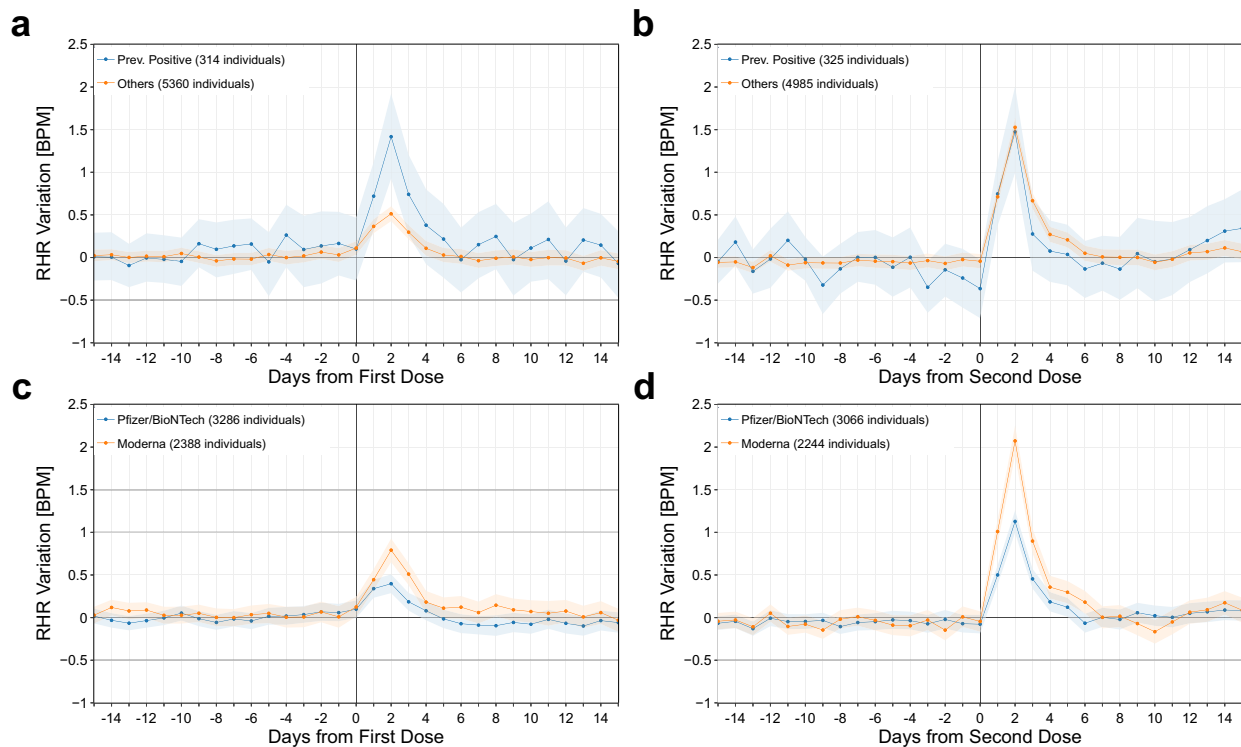 a
2.5
2
1.5
1
0.5
0
−0.5
−1
RHR Variation [BPM]
Prev. Positive (314 individuals)
Others (5360 individuals)
-14 -12 -10 -8 -6 -4 -2 0 2 4 6 8 10 12 14
Days from First Dose
b
2.5
2
1.5
1
0.5
0
−0.5
−1
RHR Variation [BPM]
Prev. Positive (325 individuals)
Others (4985 individuals)
-14 -12 -10 -8 -6 -4 -2 0 2 4 6 8 10 12 14
Days from Second Dose
c
2.5
2
1.5
1
0.5
0
−0.5
−1
RHR Variation [BPM]
Pfizer/BioNTech (3286 individuals)
Moderna (2388 individuals)
-14 -12 -10 -8 -6 -4 -2 0 2 4 6 8 10 12 14
Days from First Dose
d
2.5
2
1.5
1
0.5
0
−0.5
−1
RHR Variation [BPM]
Pfizer/BioNTech (3066 individuals)
Moderna (2244 individuals)
-14 -12 -10 -8 -6 -4 -2 0 2 4 6 8 10 12 14
Days from Second Dose